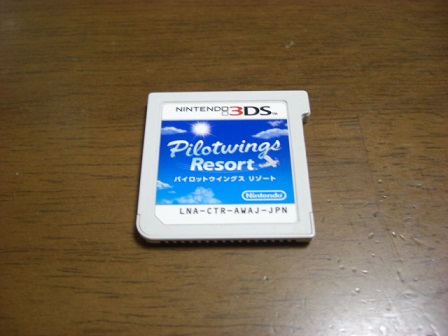 NINTENDO 3DS™
Pilotwings
Resort
パイロットウイングス リゾート
Nintendo
LNA-CTR-AWAJ-JPN